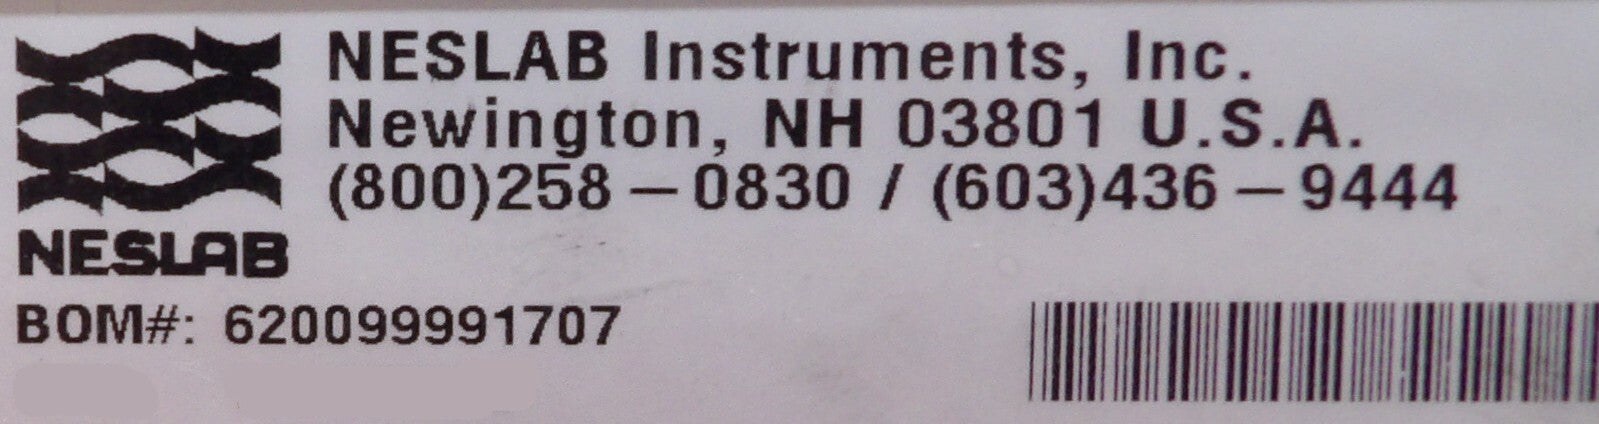 NESLAB Instruments, Inc.
Newington, NH 03801 U.S.A.
(800)258-0830 / (603)436-9444
NESLAB
BOM#: 620099991707